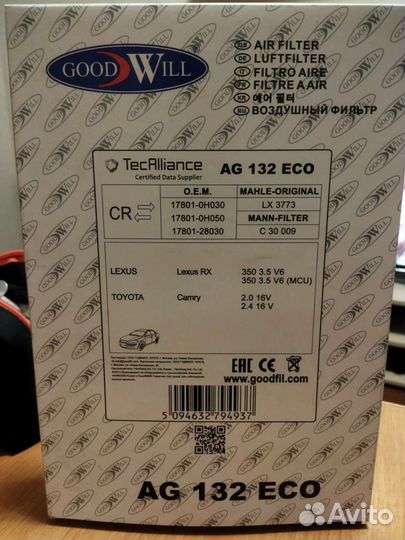 GOOD WILL
GB AIR FILTER
DE LUFTFILTER
IT FILTRO ARIE
FR FILTRE A AIR
KR 에어 필터
RU ВОЗДУШНЫЙ ФИЛЬТР
TecAlliance
Certified Data Supplier
AG 132 ECO
O.E.M. MAHLE-ORIGINAL
CR 17801-0H030 LX 3773
17801-0H050 MANN-FILTER
17801-28030 C 30 009
LEXUS Lexus RX 350 3.5 V6
350 3.5 V6 (MCU)
TOYOTA Camry 2.0 16V
2.4 16 V
EAC CE
www.goodfil.com
5 094632 794937
AG 132 ECO
Avito